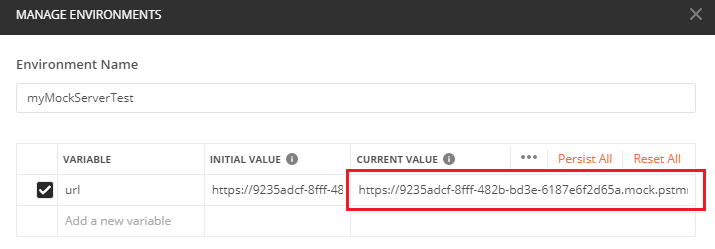 MANAGE ENVIRONMENTS
Environment Name
myMockServerTest
VARIABLE INITIAL VALUE CURRENT VALUE ••• Persist All Reset All
url https://9235adcf-8fff-48 https://9235adcf-8fff-482b-bd3e-6187e6f2d65a.mock.pstm
Add a new variable